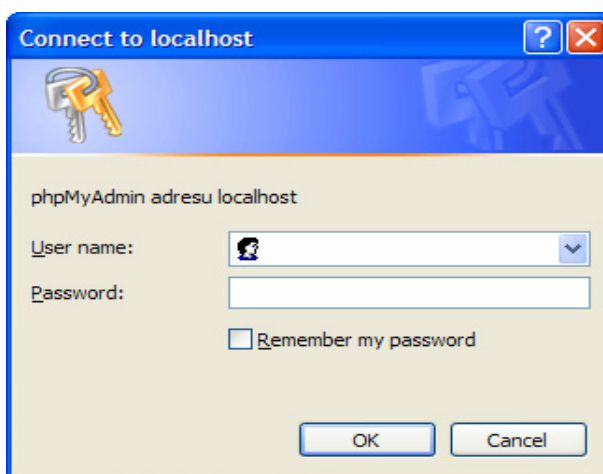 Connect to localhost
phpMyAdmin adresu localhost
User name:
Password:
Remember my password
OK Cancel